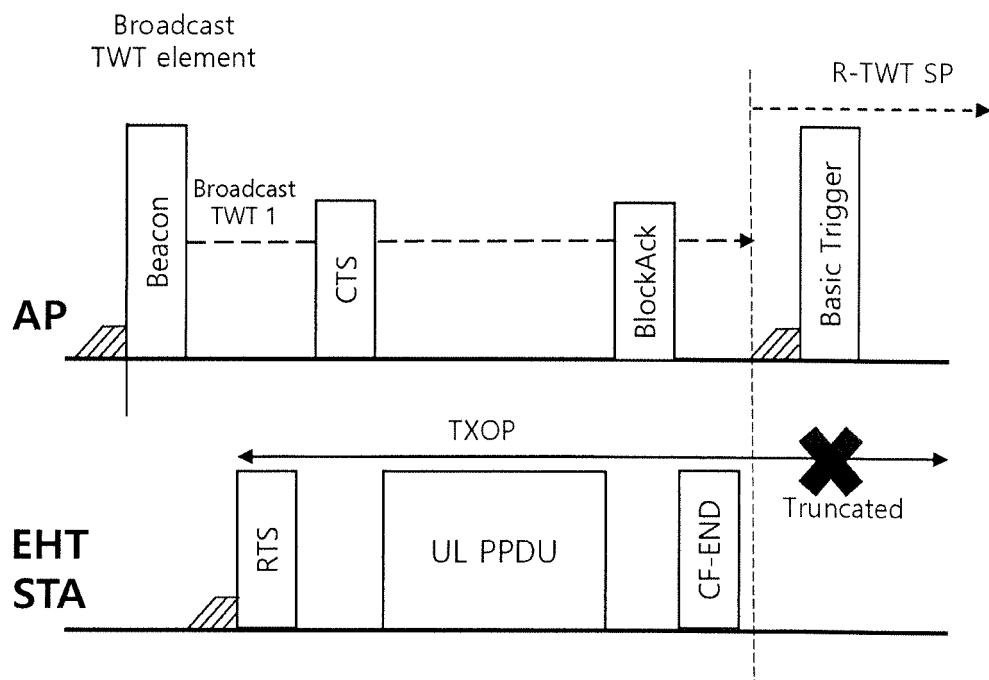 Broadcast
TWT element
R-TWT SP
Beacon
Broadcast
TWT 1
CTS
BlockAck
Basic Trigger
AP
TXOP
Truncated
EHT
STA
RTS
UL PPDU
CF-END